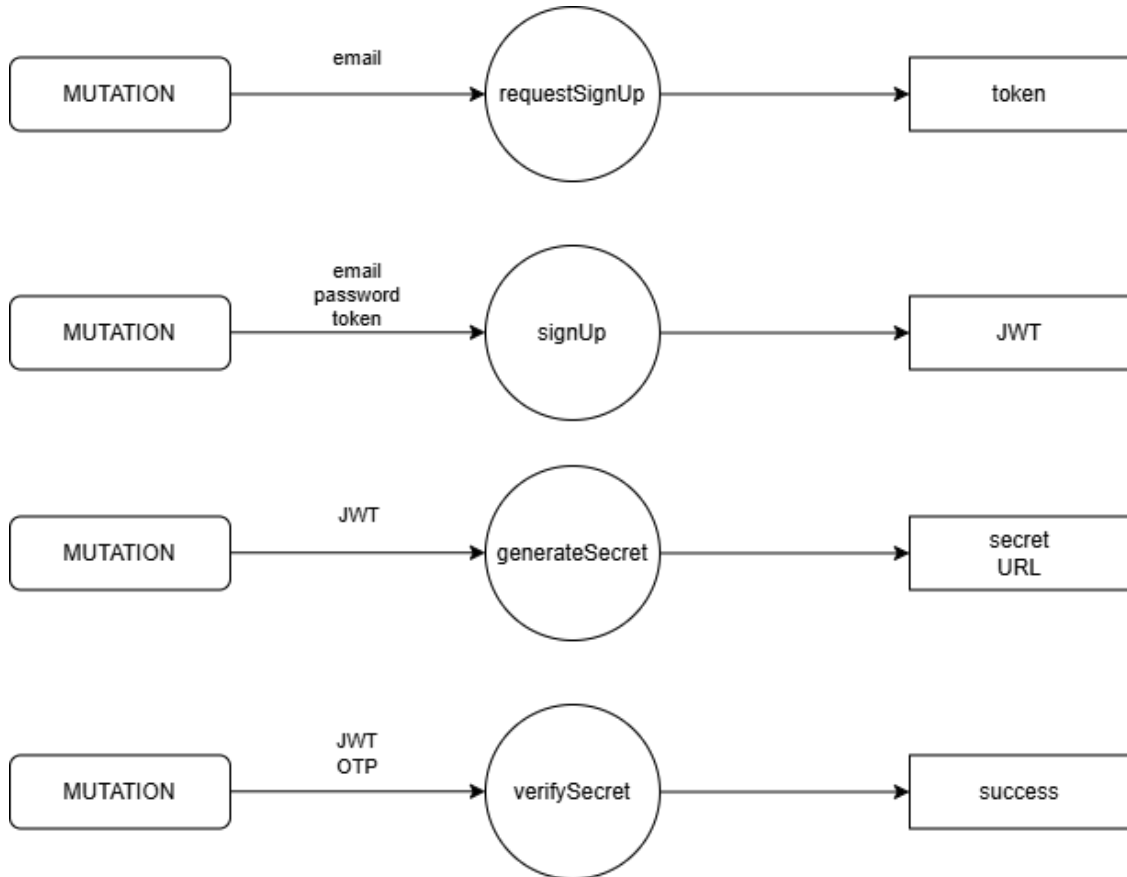 email
MUTATION
requestSignUp
token
email
password
token
MUTATION
signUp
JWT
JWT
MUTATION
generateSecret
secret
URL
JWT
OTP
MUTATION
verifySecret
success